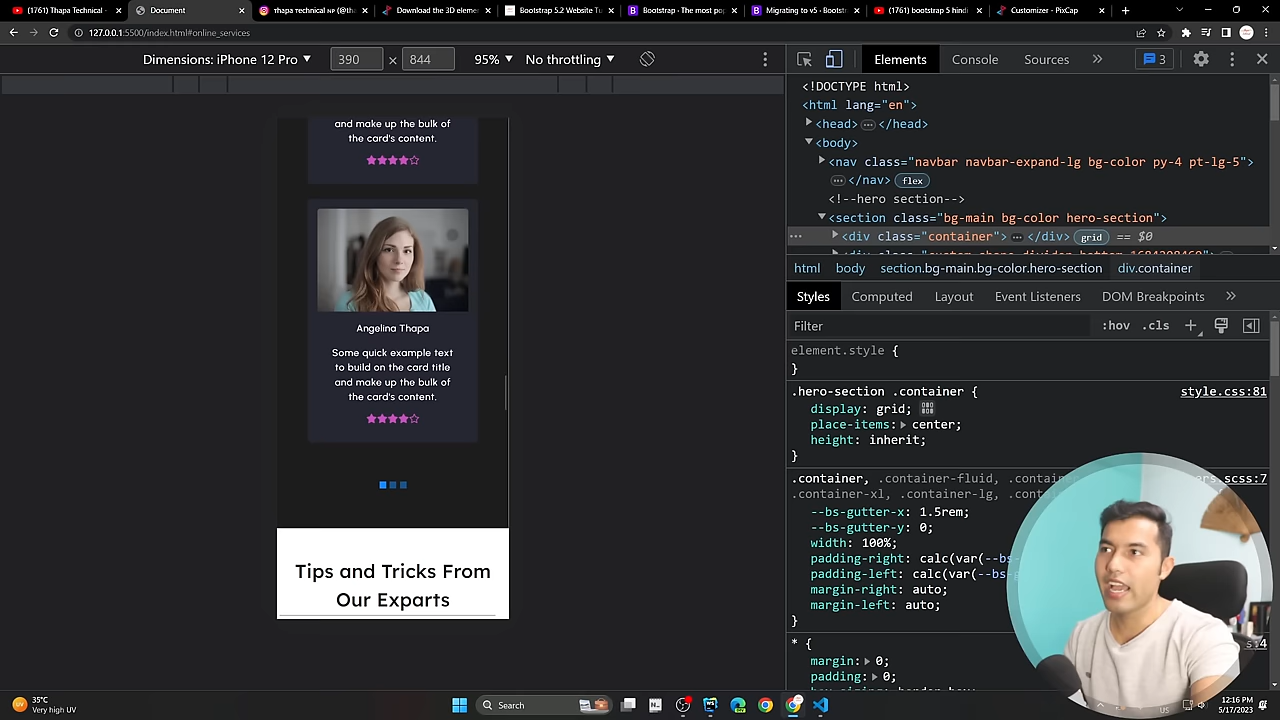 (1761) Thapa Technical -
Document
thapa technical np (@tha
Download the 3D elemen
Bootstrap 5.2 Website Tu
Bootstrap · The most pop
Migrating to v5 · Bootstra
(1761) bootstrap 5 hindi
Customizer - PixCap
127.0.0.1:5500/index.html#online_services
Dimensions: iPhone 12 Pro
390
×
844
95%
No throttling
Elements
Console
Sources
3
and make up the bulk of
the card's content.
Angelina Thapa
Some quick example text
to build on the card title
and make up the bulk of
the card's content.
Tips and Tricks From
Our Exparts
<!DOCTYPE html>
<html lang="en">
<head> ⋯ </head>
<body>
<nav class="navbar navbar-expand-lg bg-color py-4 pt-lg-5">
⋯ </nav> flex
<!--hero section-->
<section class="bg-main bg-color hero-section">
<div class="container"> ⋯ </div> grid == $0
html body section.bg-main.bg-color.hero-section div.container
Styles Computed Layout Event Listeners DOM Breakpoints
Filter
:hov .cls
element.style {
}
.hero-section .container {
style.css:81
display: grid;
place-items: center;
height: inherit;
}
.container, .container-fluid,
.container-xl, .container-lg,
--bs-gutter-x: 1.5rem;
--bs-gutter-y: 0;
width: 100%;
padding-right: calc(var(--bs-
padding-left: calc(var(--bs-
margin-right: auto;
margin-left: auto;
}
* {
margin: 0;
padding: 0;
35°C
Very high UV
Search
US
12:16 PM
5/17/2023